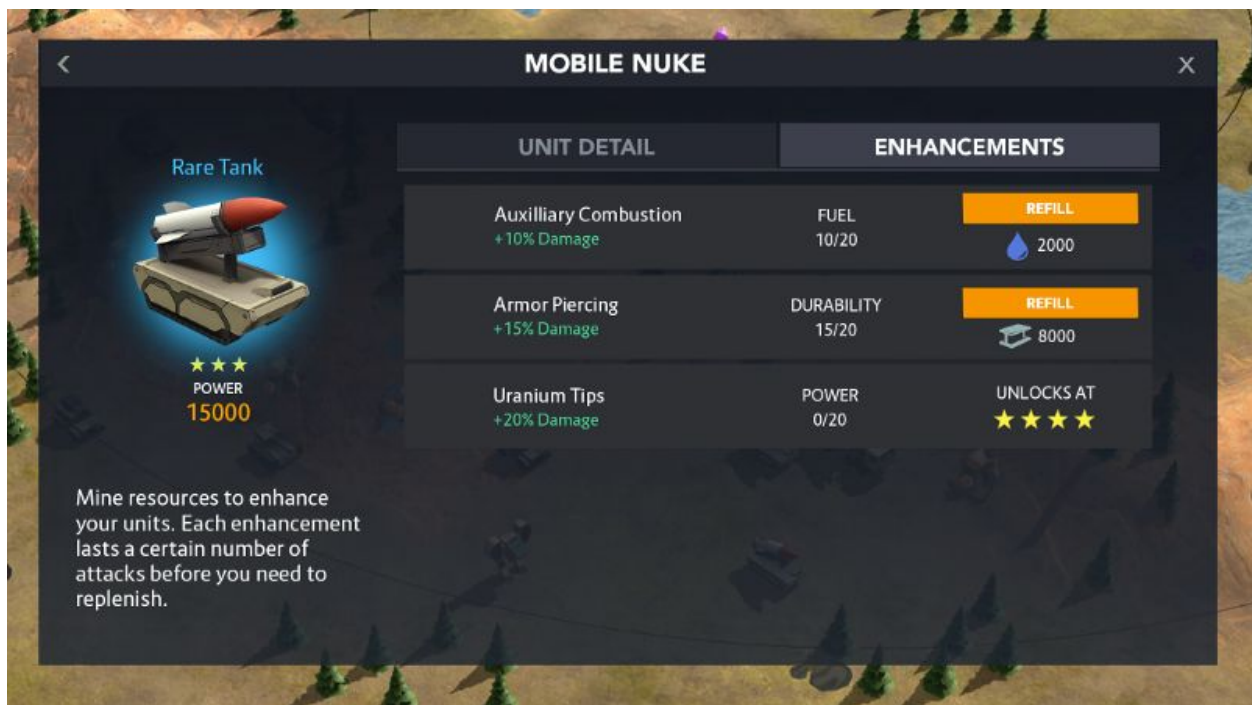 <
MOBILE NUKE
X
Rare Tank
POWER
15000
Mine resources to enhance
your units. Each enhancement
lasts a certain number of
attacks before you need to
replenish.
UNIT DETAIL
ENHANCEMENTS
Auxilliary Combustion
+10% Damage
FUEL
10/20
REFILL
2000
Armor Piercing
+15% Damage
DURABILITY
15/20
REFILL
8000
Uranium Tips
+20% Damage
POWER
0/20
UNLOCKS AT